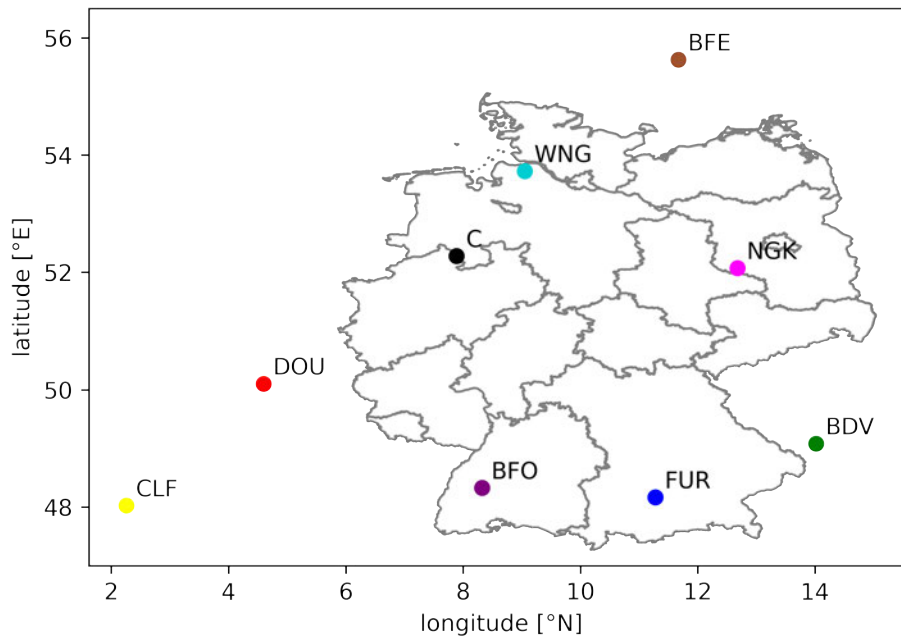 56
BFE
54
WNG
C
NGK
52
latitude [°E]
50
DOU
BDV
BFO
FUR
CLF
48
2 4 6 8 10 12 14
longitude [°N]